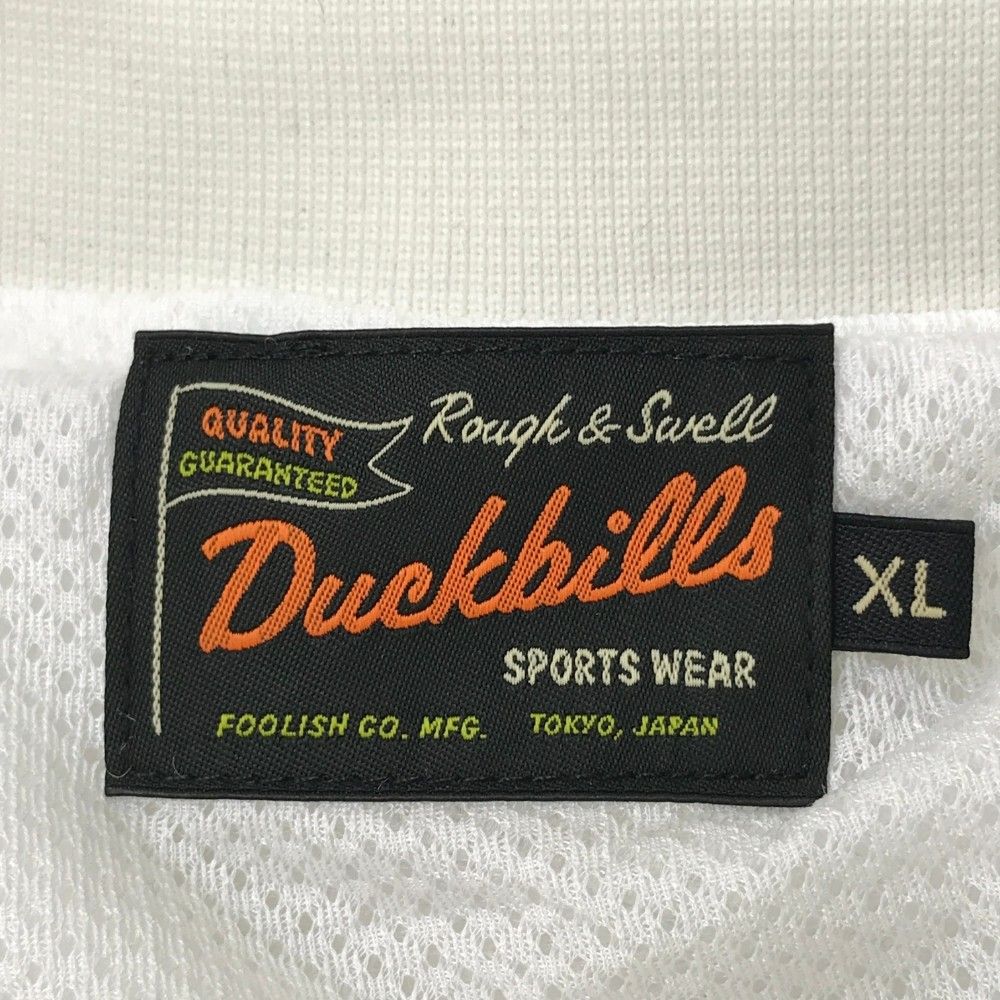 QUALITY
GUARANTEED
Rough & Swell
Duckbills
SPORTS WEAR
FOOLISH CO. MFG. TOKYO, JAPAN
XL